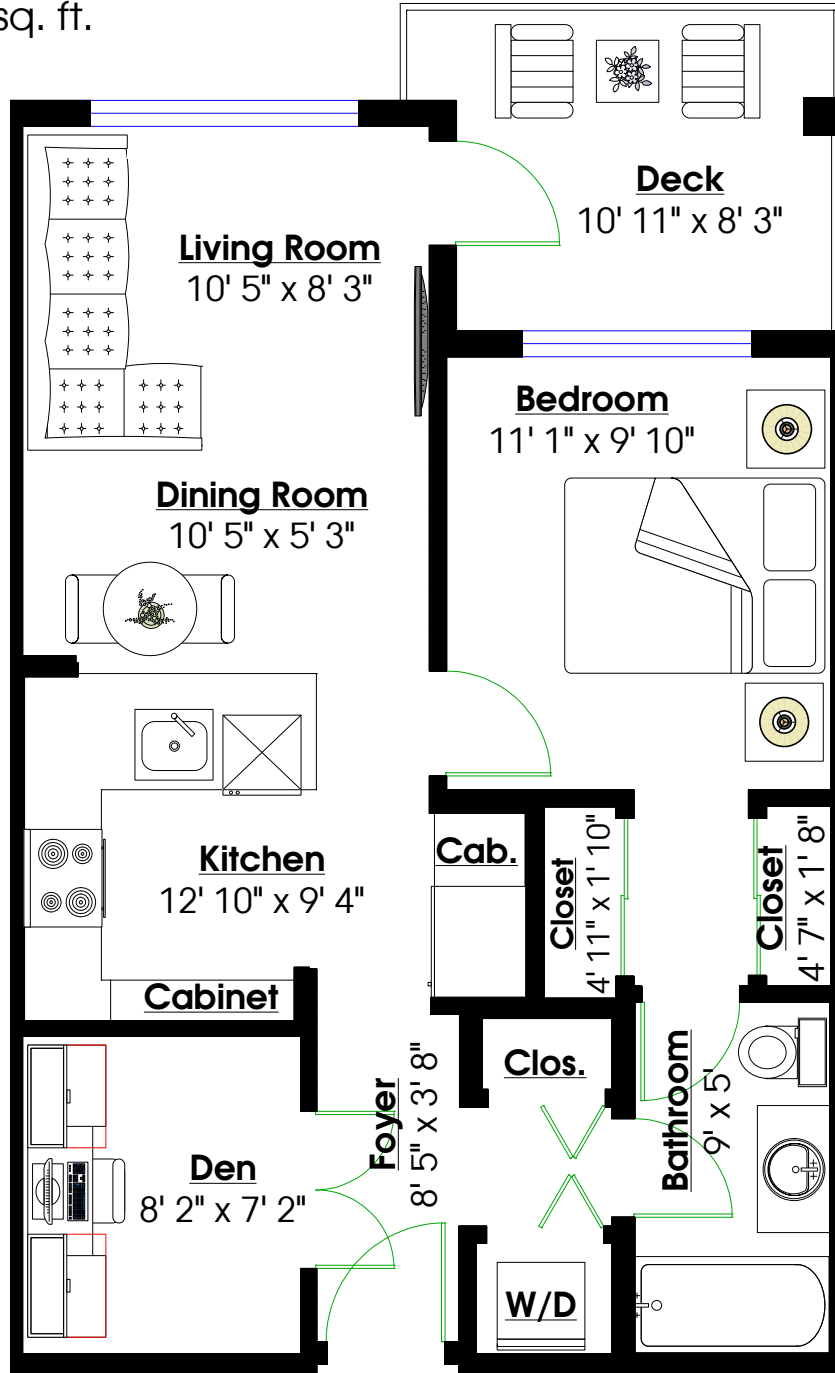 sq. ft.
Deck
10' 11" x 8' 3"
Living Room
10' 5" x 8' 3"
Bedroom
11' 1" x 9' 10"
Dining Room
10' 5" x 5' 3"
Kitchen
12' 10" x 9' 4"
Cab.
Closet
4' 11" x 1' 10"
Closet
4' 7" x 1' 8"
Cabinet
Clos.
Foyer
8' 5" x 3' 8"
Bathroom
9' x 5'
Den
8' 2" x 7' 2"
W/D